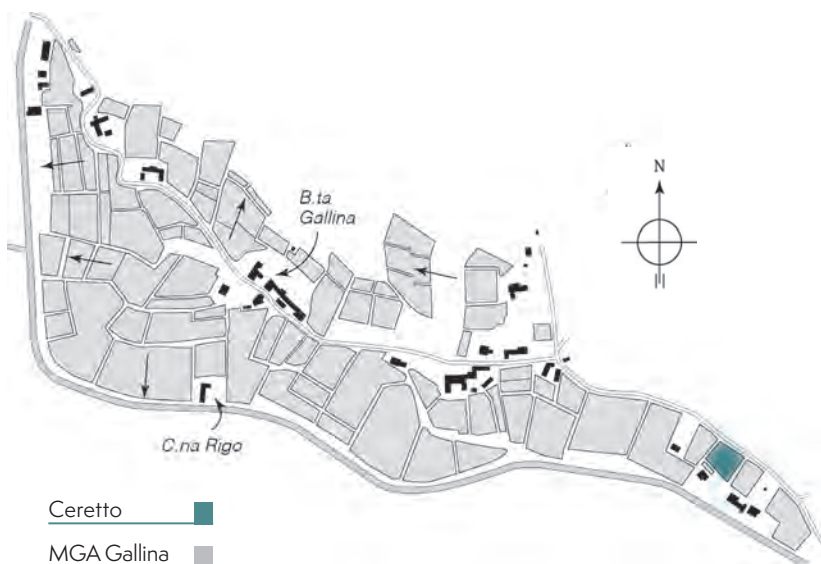 N
B.ta
Gallina
C.na Rigo
Ceretto
MGA Gallina